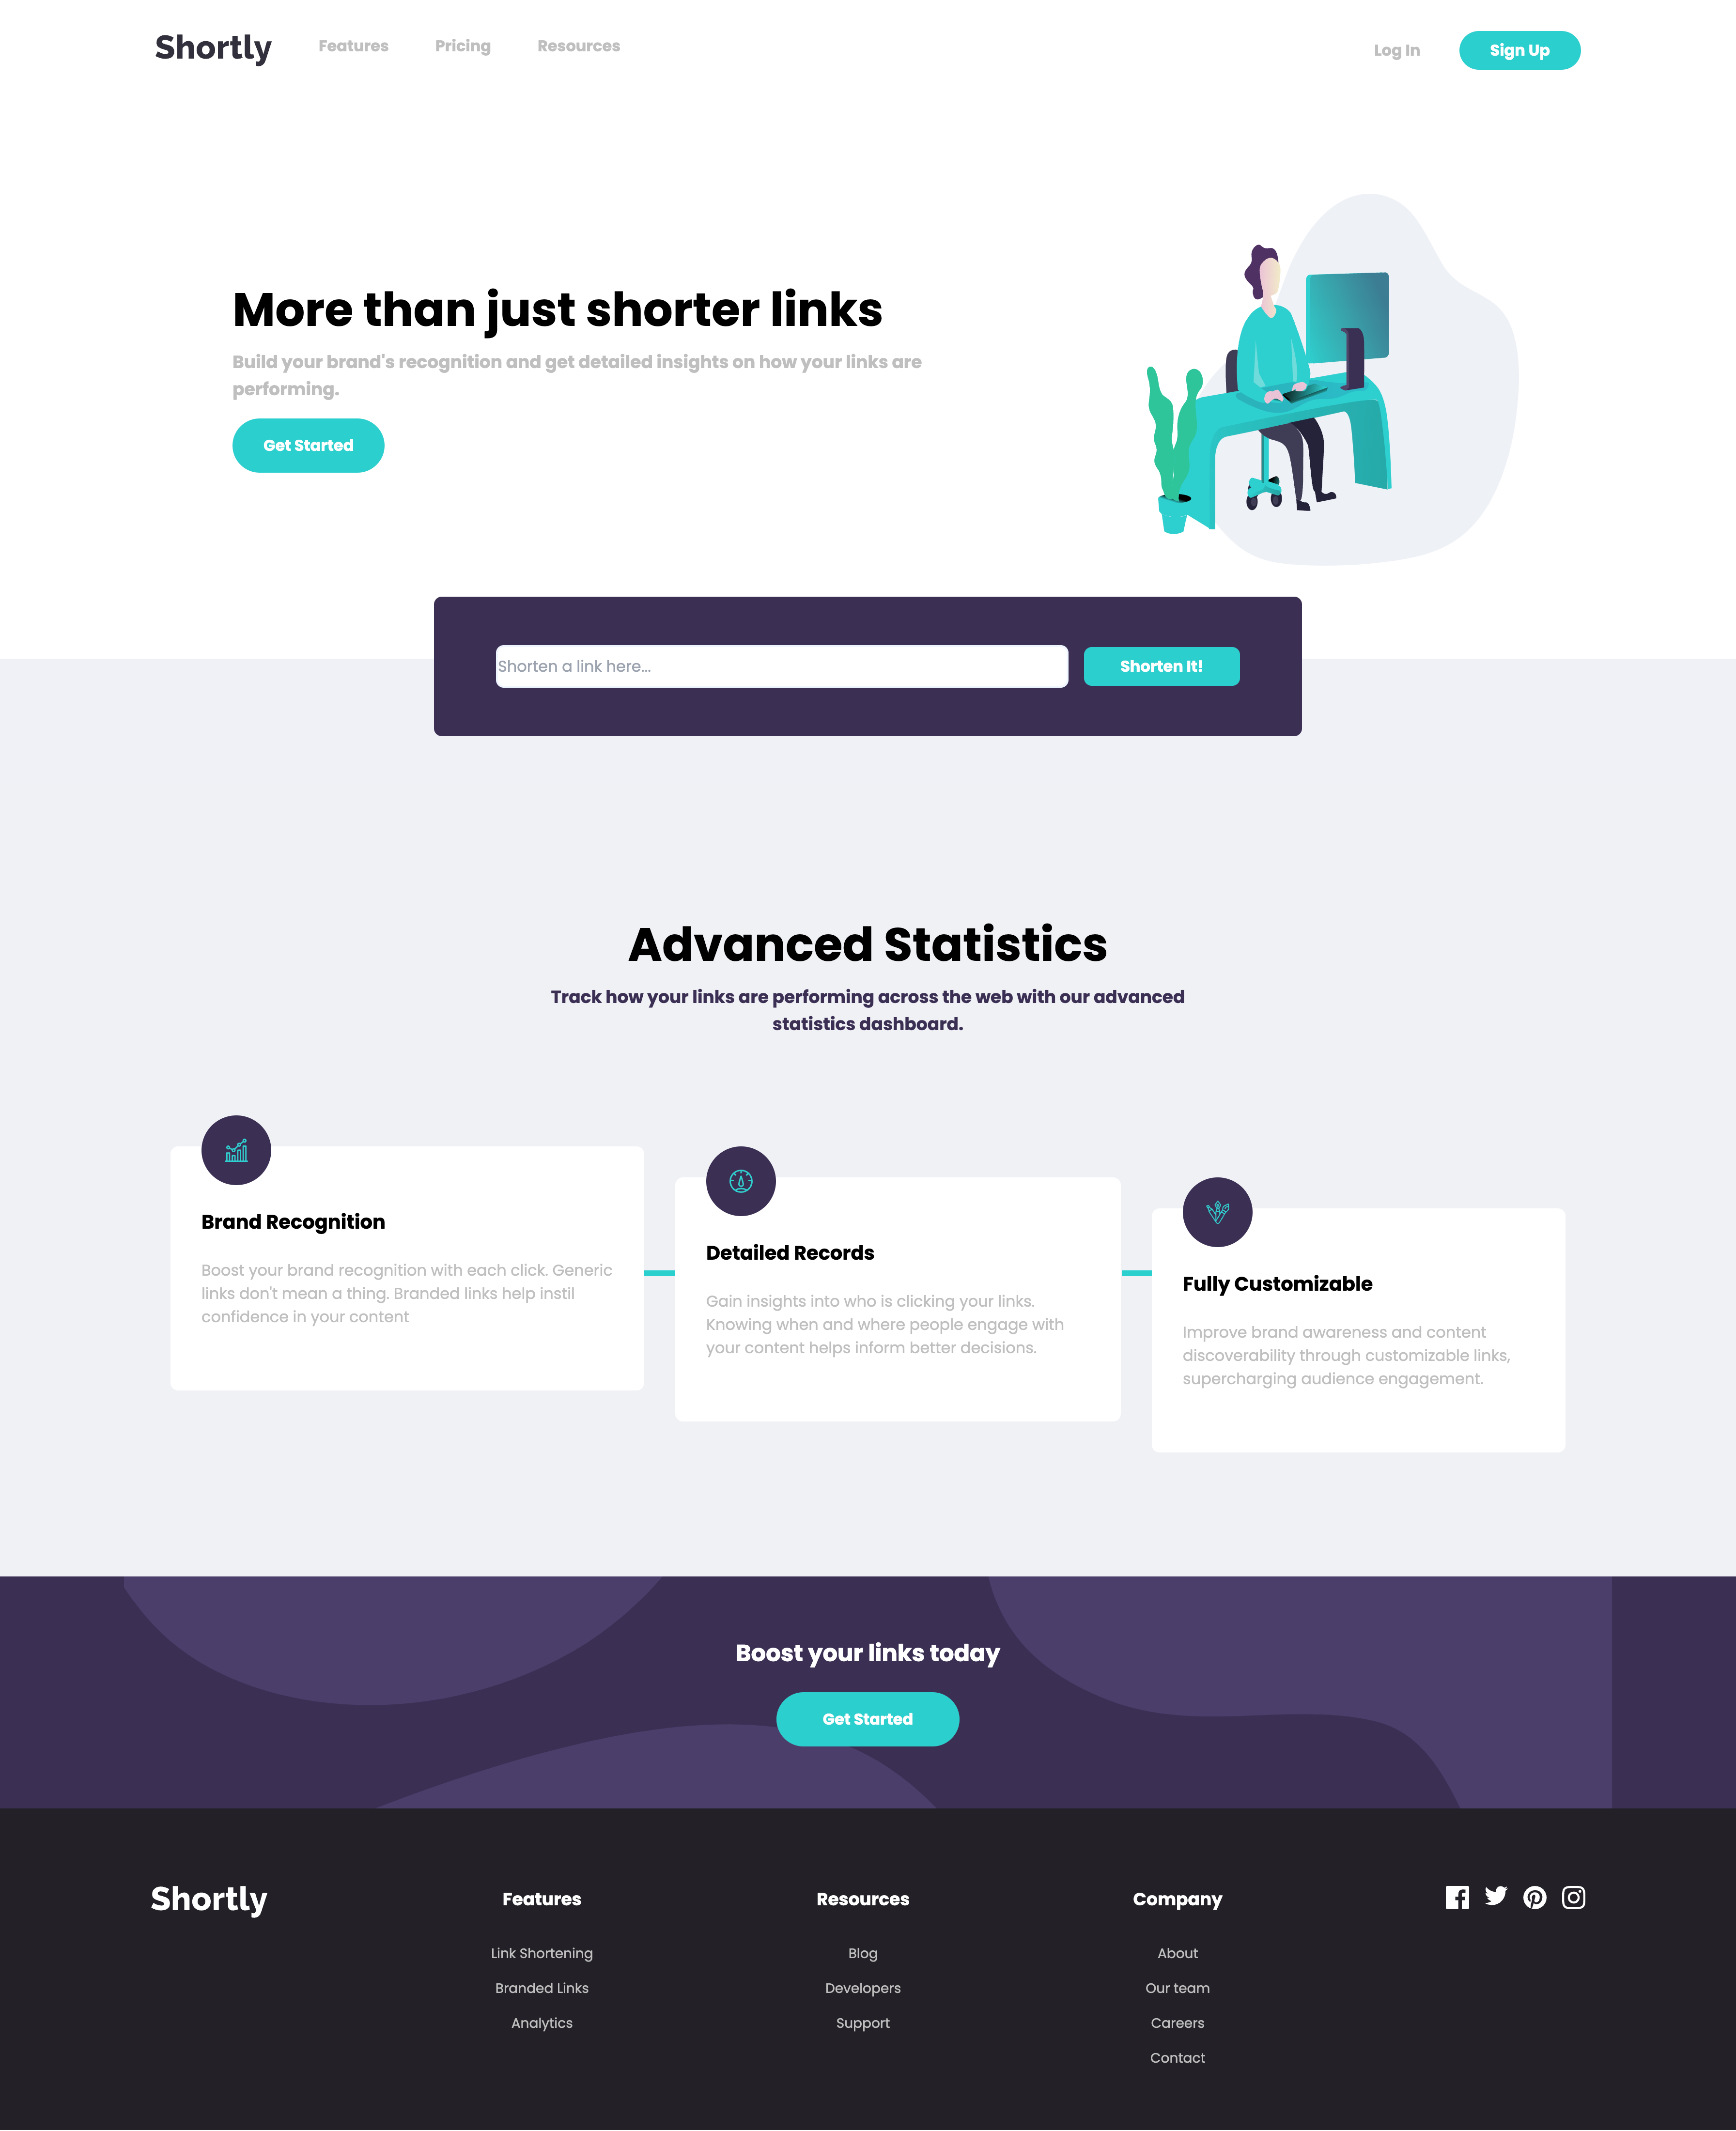 Shortly
Features
Pricing
Resources
Log In
Sign Up
More than just shorter links
Build your brand's recognition and get detailed insights on how your links are
performing.
Get Started
Shorten a link here...
Shorten It!
Advanced Statistics
Track how your links are performing across the web with our advanced
statistics dashboard.
Brand Recognition
Boost your brand recognition with each click. Generic
links don't mean a thing. Branded links help instil
confidence in your content
Detailed Records
Gain insights into who is clicking your links.
Knowing when and where people engage with
your content helps inform better decisions.
Fully Customizable
Improve brand awareness and content
discoverability through customizable links,
supercharging audience engagement.
Boost your links today
Get Started
Shortly
Features
Link Shortening
Branded Links
Analytics
Resources
Blog
Developers
Support
Company
About
Our team
Careers
Contact